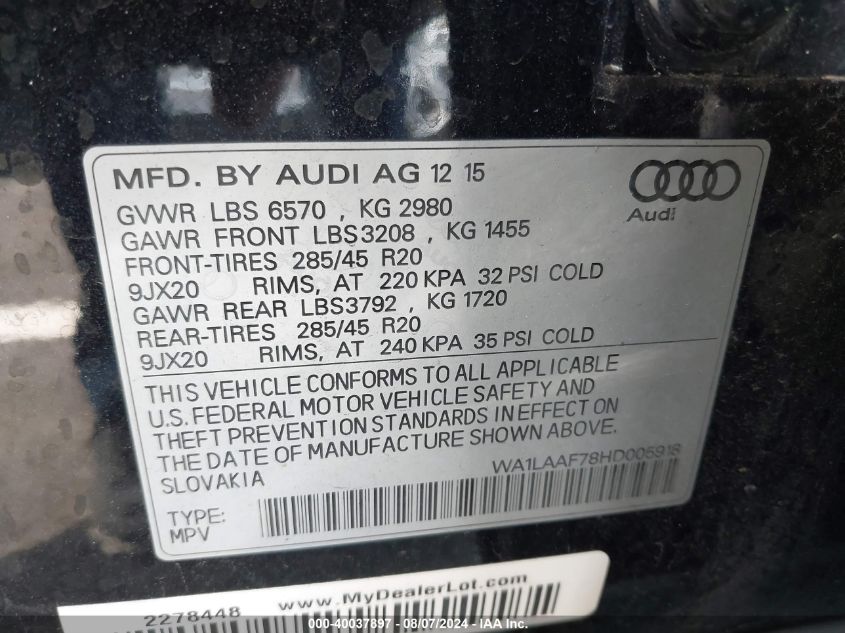 MFD. BY AUDI AG 12 15
Audi
GVWR LBS 6570 , KG 2980
GAWR FRONT LBS3208 , KG 1455
FRONT-TIRES 285/45 R20
9JX20 RIMS, AT 220 KPA 32 PSI COLD
GAWR REAR LBS3792 , KG 1720
REAR-TIRES 285/45 R20
9JX20 RIMS, AT 240 KPA 35 PSI COLD
THIS VEHICLE CONFORMS TO ALL APPLICABLE
U.S. FEDERAL MOTOR VEHICLE SAFETY AND
THEFT PREVENTION STANDARDS IN EFFECT ON
THE DATE OF MANUFACTURE SHOWN ABOVE.
SLOVAKIA WA1LAAF78HD005918
TYPE:
MPV
2278448 www.MyDealerLot.com
000-40037897 - 08/07/2024 - IAA Inc.